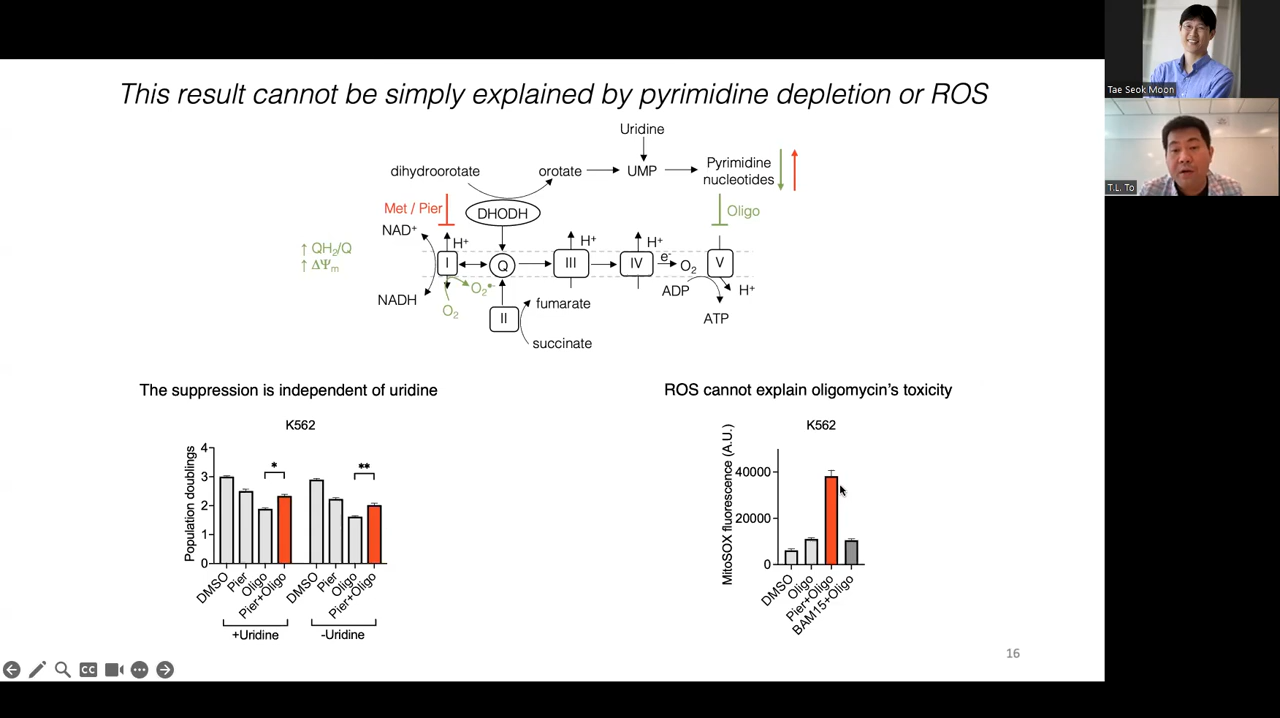 This result cannot be simply explained by pyrimidine depletion or ROS
Tae Seok Moon
T.L. To
Uridine
dihydroorotate
orotate
UMP
Pyrimidine
nucleotides
Met / Pier
DHODH
Oligo
NAD⁺
H⁺
H⁺
H⁺
↑ QH₂/Q
↑ ΔΨₘ
I
Q
III
IV
e⁻
O₂
V
O₂•⁻
NADH
O₂
ADP
H⁺
fumarate
II
ATP
succinate
The suppression is independent of uridine
K562
Population doublings
4
3
2
1
0
*
**
DMSO
Pier
Oligo
Pier+Oligo
DMSO
Pier
Oligo
Pier+Oligo
+Uridine
-Uridine
ROS cannot explain oligomycin's toxicity
K562
MitoSOX fluorescence (A.U.)
40000
20000
0
DMSO
Oligo
Pier+Oligo
BAM15+Oligo
16
CC